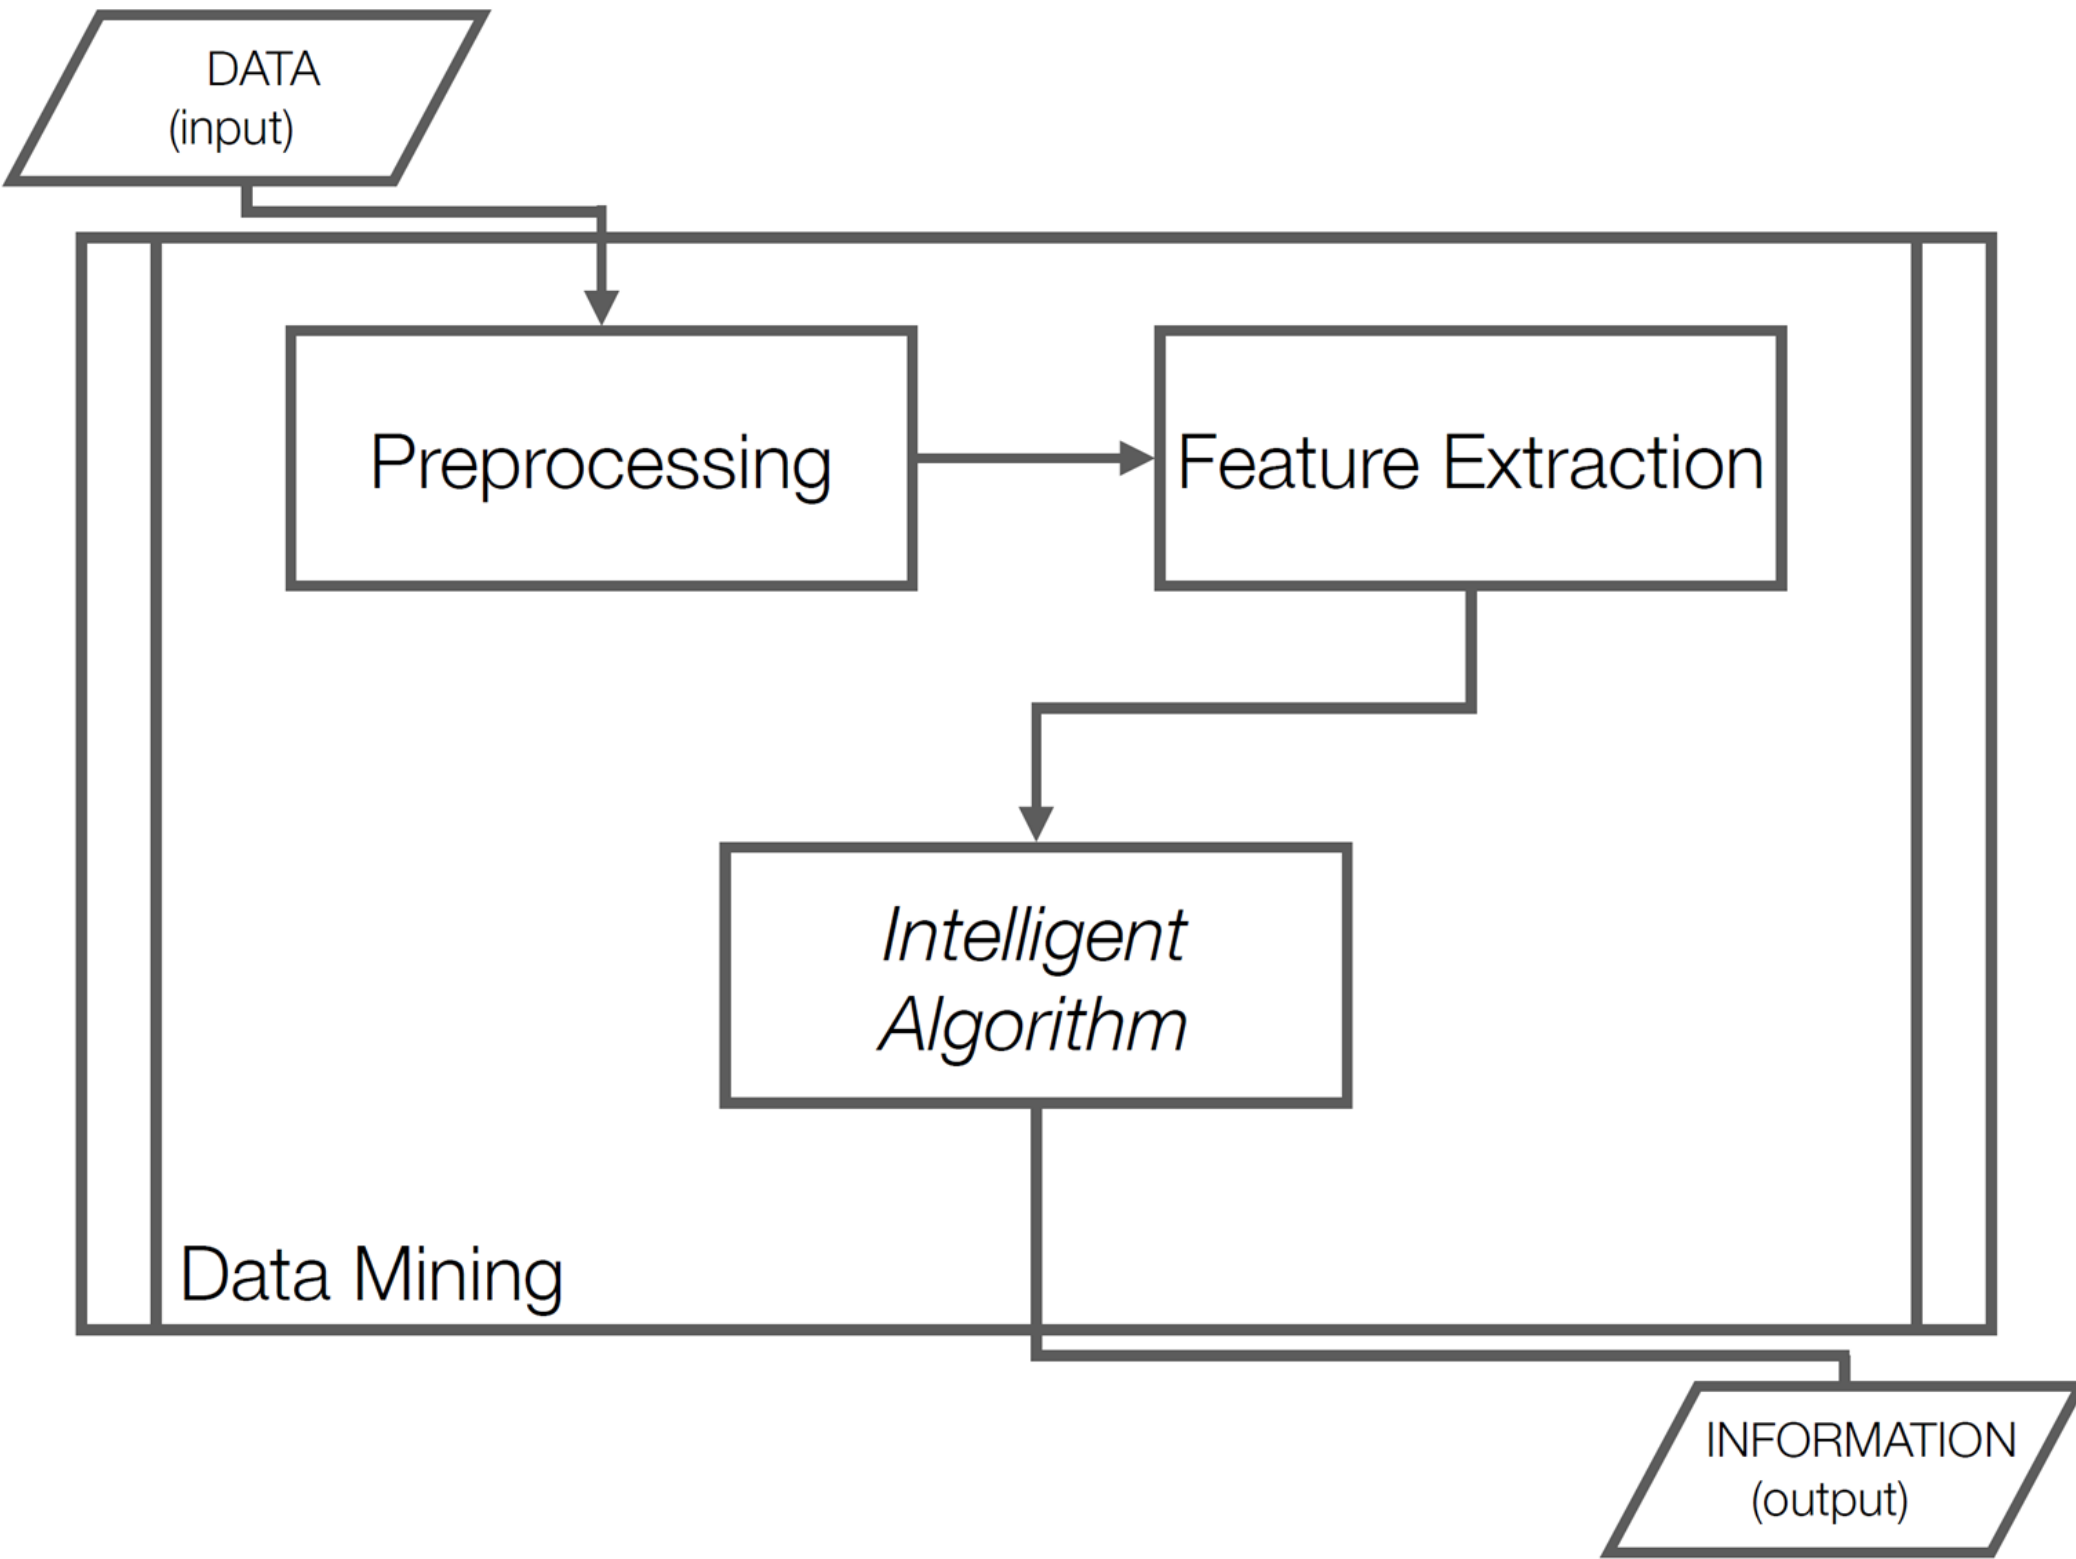 DATA
(input)
Preprocessing
Feature Extraction
Intelligent
Algorithm
Data Mining
INFORMATION
(output)